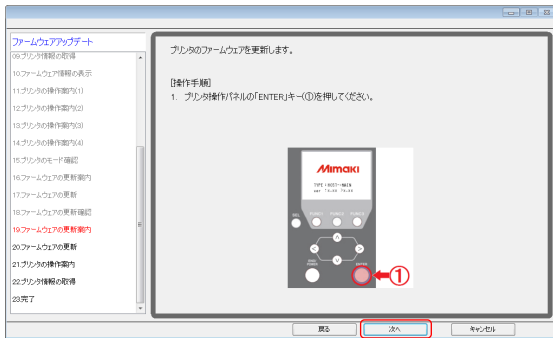 ファームウェアアップデート
09.プリンタ情報の取得
10.ファームウェア情報の表示
11.プリンタの操作案内(1)
12.プリンタの操作案内(2)
13.プリンタの操作案内(3)
14.プリンタの操作案内(4)
15.プリンタのモード確認
16.ファームウェアの更新案内
17.ファームウェアの更新
18.ファームウェアの更新確認
19.ファームウェアの更新案内
20.ファームウェアの更新
21.プリンタの操作案内
22.プリンタ情報の取得
23.完了
プリンタのファームウェアを更新します。
[操作手順]
1. プリンタ操作パネルの「ENTER」キー(①)を押してください。
Mimaki
SEL
FUNC1 FUNC2 FUNC3
ENTER
①
戻る
次へ
キャンセル